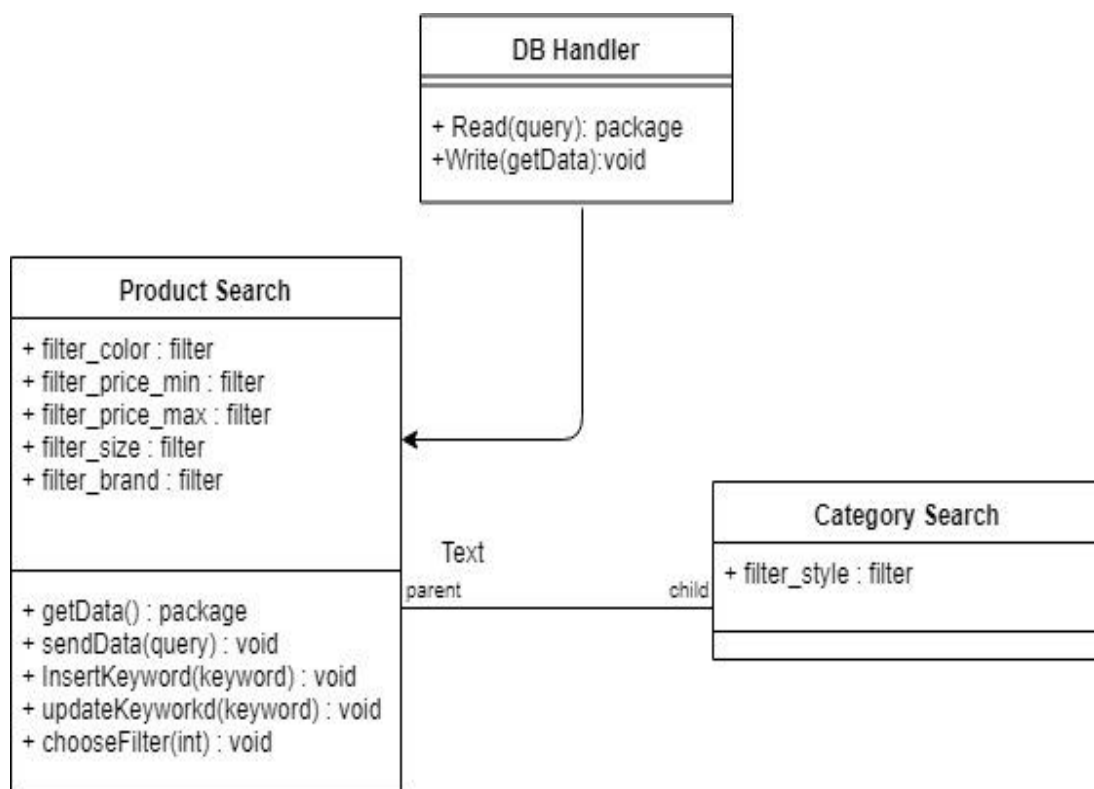 DB Handler
+ Read(query): package
+Write(getData):void
Product Search
+ filter_color : filter
+ filter_price_min : filter
+ filter_price_max : filter
+ filter_size : filter
+ filter_brand : filter
+ getData() : package
+ sendData(query) : void
+ InsertKeyword(keyword) : void
+ updateKeyworkd(keyword) : void
+ chooseFilter(int) : void
Text
parent
child
Category Search
+ filter_style : filter